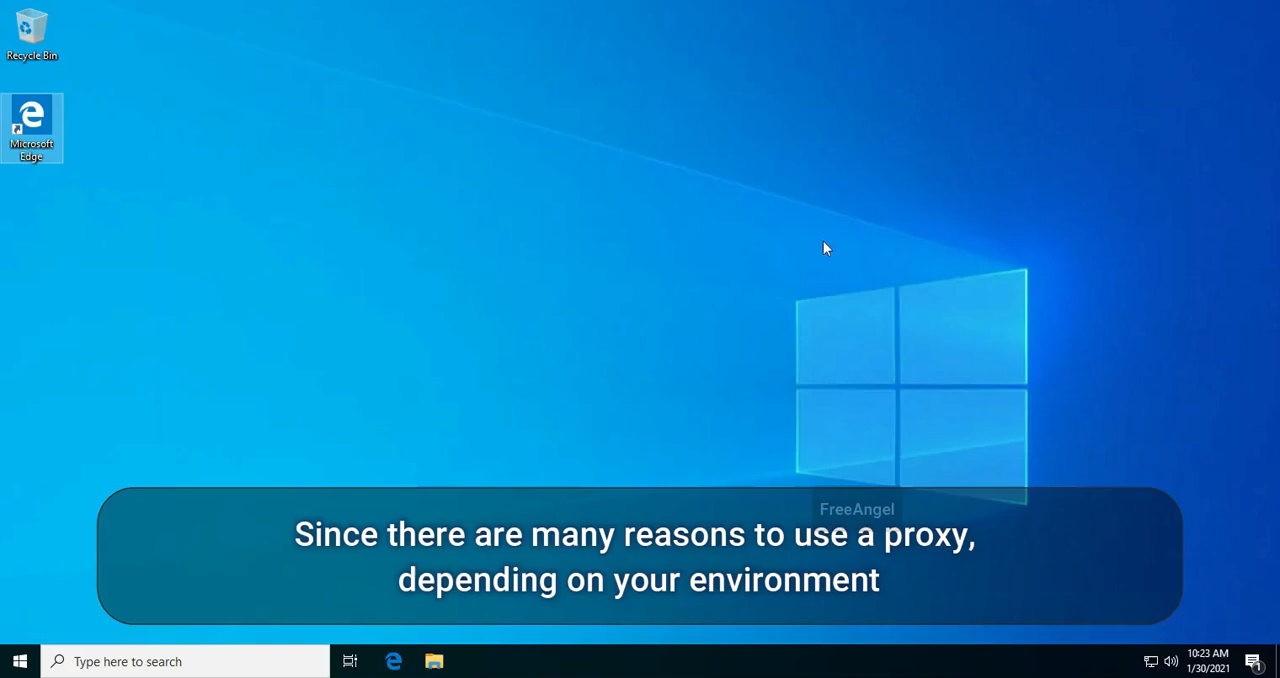 Recycle Bin
Microsoft
Edge
FreeAngel
Since there are many reasons to use a proxy,
depending on your environment
Type here to search
10:23 AM
1/30/2021
1